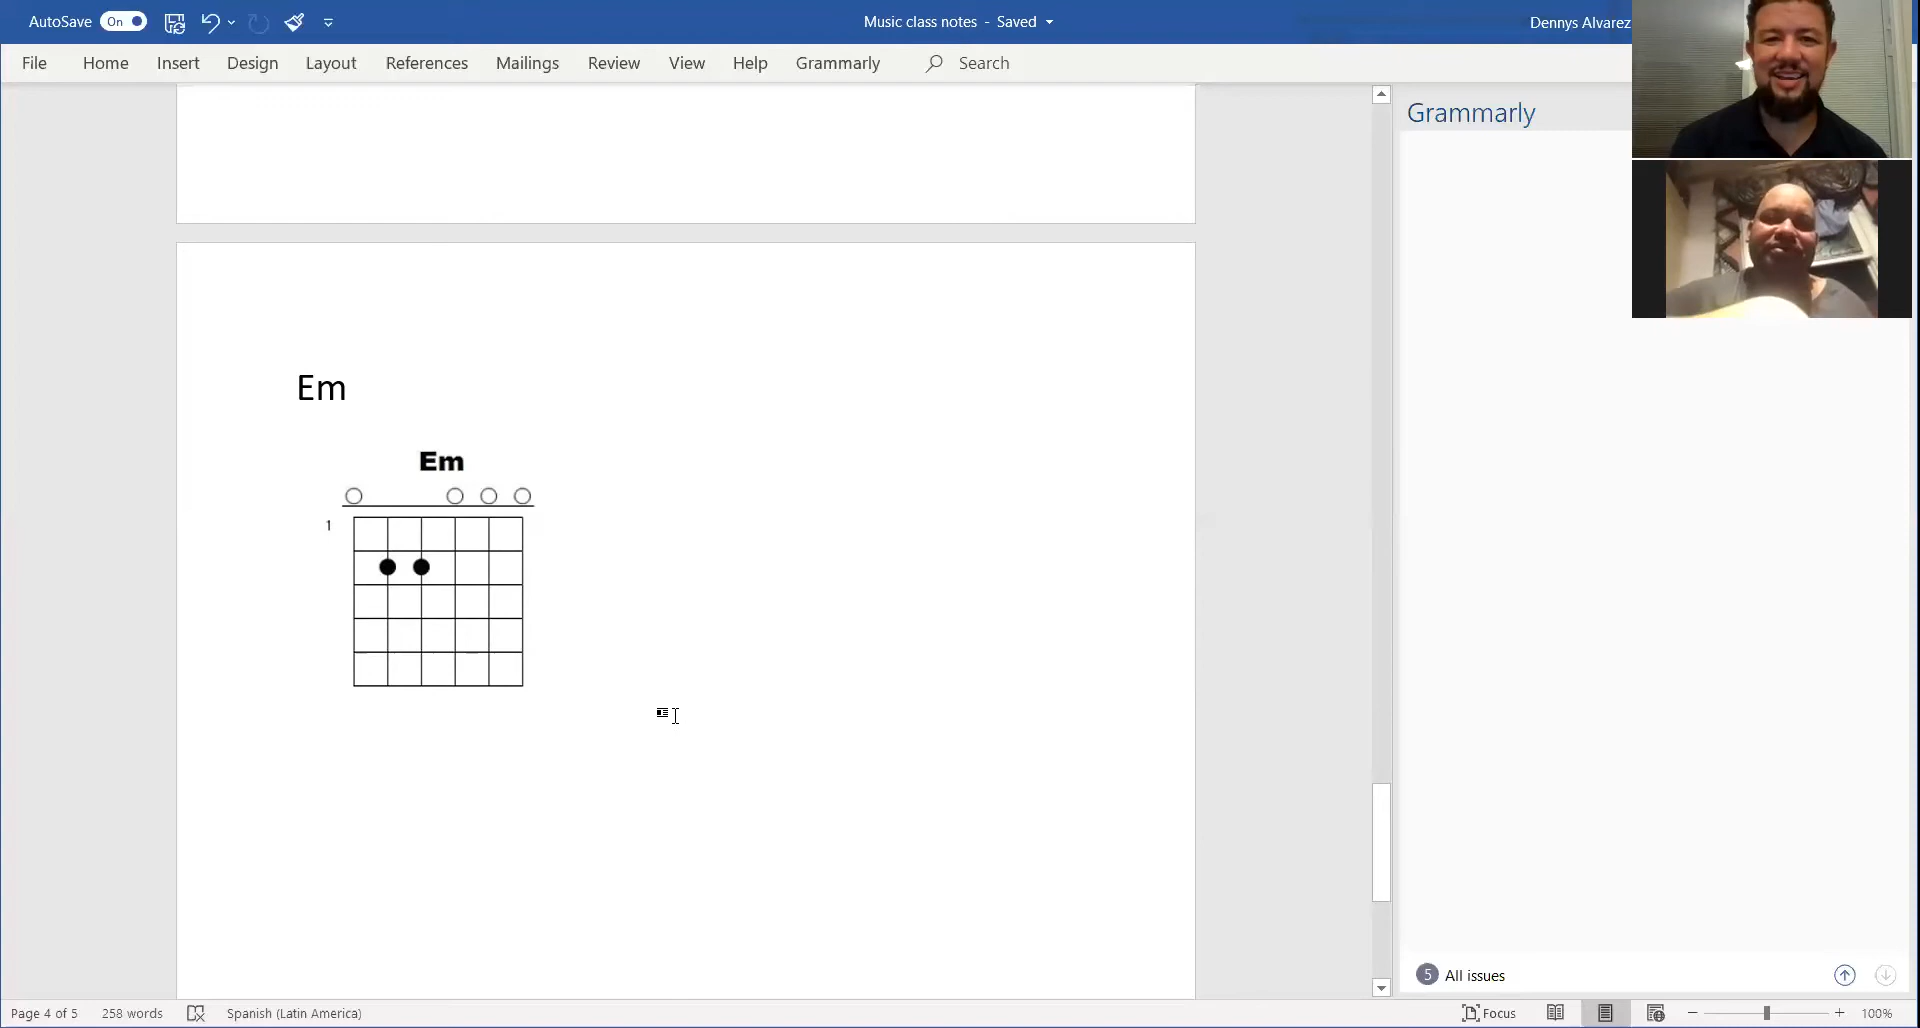 AutoSave On Music class notes - Saved Dennys Alvarez
File Home Insert Design Layout References Mailings Review View Help Grammarly Search
Grammarly
Em
Em
1
5 All issues
Page 4 of 5 258 words Spanish (Latin America) Focus 100%